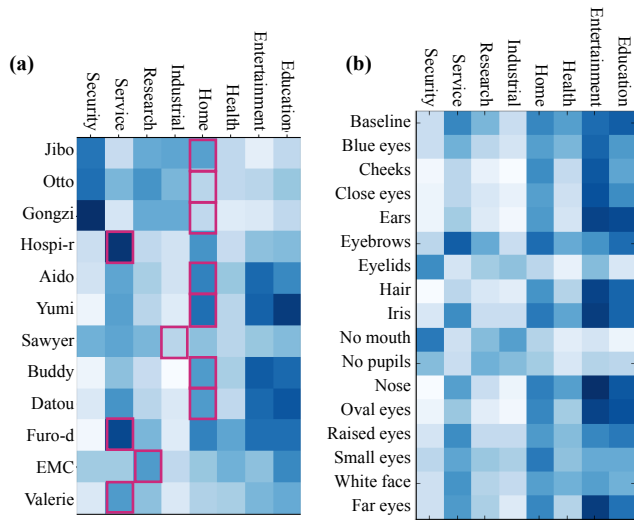 (a)
Security
Service
Research
Industrial
Home
Health
Entertainment
Education
Jibo
Otto
Gongzi
Hospi-r
Aido
Yumi
Sawyer
Buddy
Datou
Furo-d
EMC
Valerie
(b)
Security
Service
Research
Industrial
Home
Health
Entertainment
Education
Baseline
Blue eyes
Cheeks
Close eyes
Ears
Eyebrows
Eyelids
Hair
Iris
No mouth
No pupils
Nose
Oval eyes
Raised eyes
Small eyes
White face
Far eyes